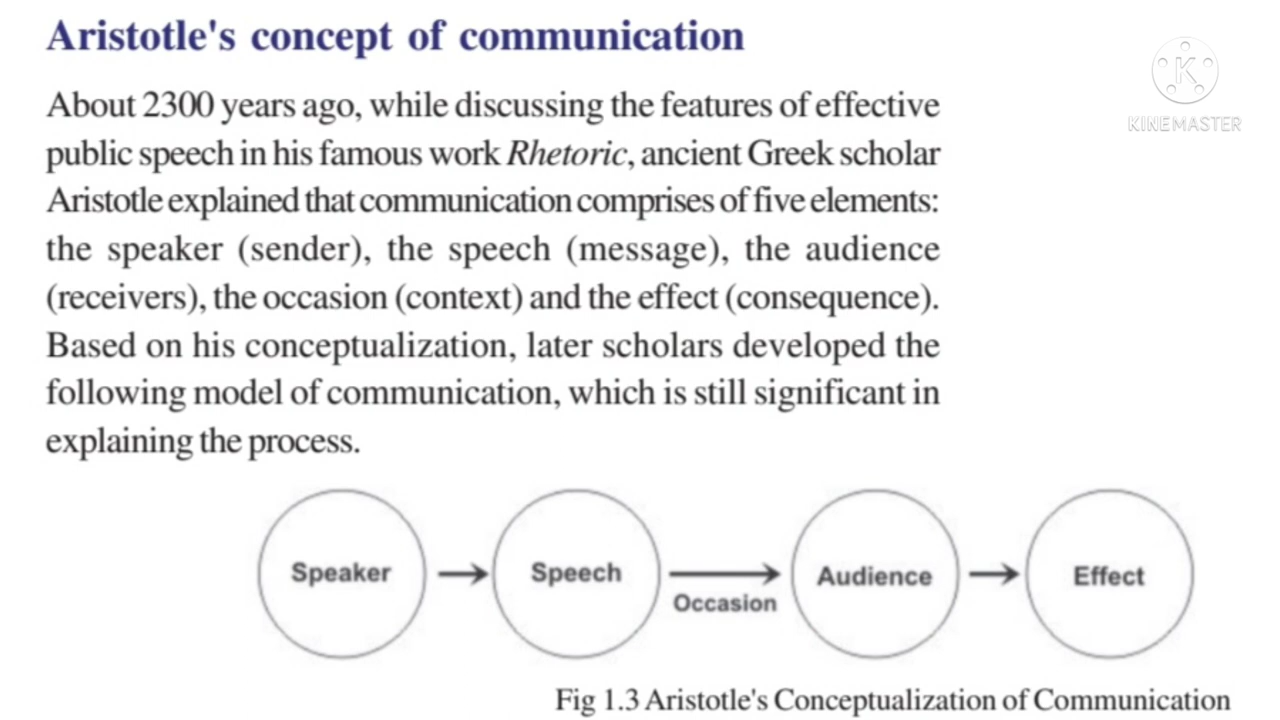 Aristotle's concept of communication
K
KINEMASTER
About 2300 years ago, while discussing the features of effective
public speech in his famous work Rhetoric, ancient Greek scholar
Aristotle explained that communication comprises of five elements:
the speaker (sender), the speech (message), the audience
(receivers), the occasion (context) and the effect (consequence).
Based on his conceptualization, later scholars developed the
following model of communication, which is still significant in
explaining the process.
Speaker
Speech
Occasion
Audience
Effect
Fig 1.3 Aristotle's Conceptualization of Communication